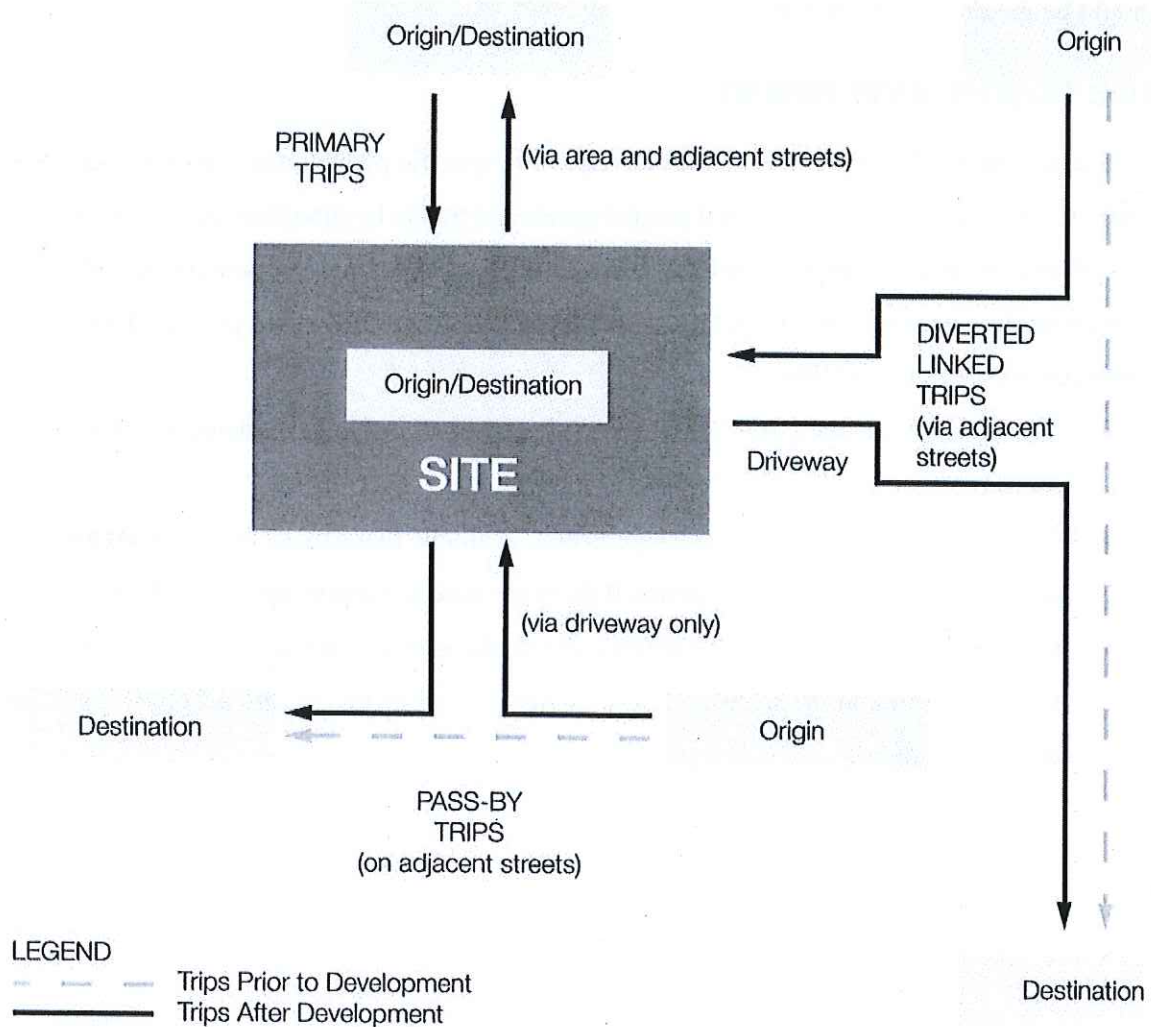 Origin/Destination
Origin
PRIMARY
TRIPS
(via area and adjacent streets)
Origin/Destination
SITE
DIVERTED
LINKED
TRIPS
(via adjacent
streets)
Driveway
(via driveway only)
Destination
Origin
PASS-BY
TRIPS
(on adjacent streets)
LEGEND
Trips Prior to Development
Trips After Development
Destination